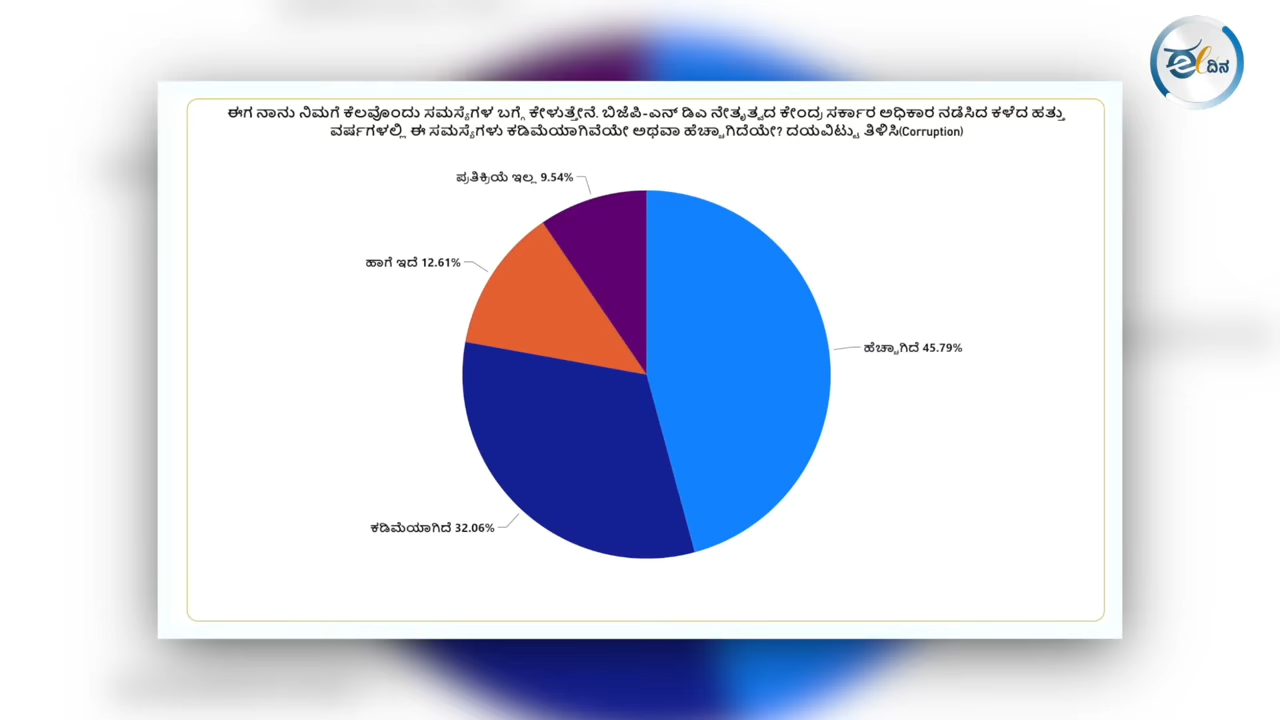 ಈ ದಿನ
ಈಗ ನಾನು ನಿಮಗೆ ಕೆಲವೊಂದು ಸಮಸ್ಯೆಗಳ ಬಗ್ಗೆ ಕೇಳುತ್ತೇನೆ. ಬಿಜೆಪಿ-ಎನ್ ಡಿಎ ನೇತೃತ್ವದ ಕೇಂದ್ರ ಸರ್ಕಾರ ಅಧಿಕಾರ ನಡೆಸಿದ ಕಳೆದ ಹತ್ತು
ವರ್ಷಗಳಲ್ಲಿ ಈ ಸಮಸ್ಯೆಗಳು ಕಡಿಮೆಯಾಗಿವೆಯೇ ಅಥವಾ ಹೆಚ್ಚಾಗಿದೆಯೇ? ದಯವಿಟ್ಟು ತಿಳಿಸಿ(Corruption)
ಪ್ರತಿಕ್ರಿಯೆ ಇಲ್ಲ 9.54%
ಹಾಗೆ ಇದೆ 12.61%
ಹೆಚ್ಚಾಗಿದೆ 45.79%
ಕಡಿಮೆಯಾಗಿದೆ 32.06%